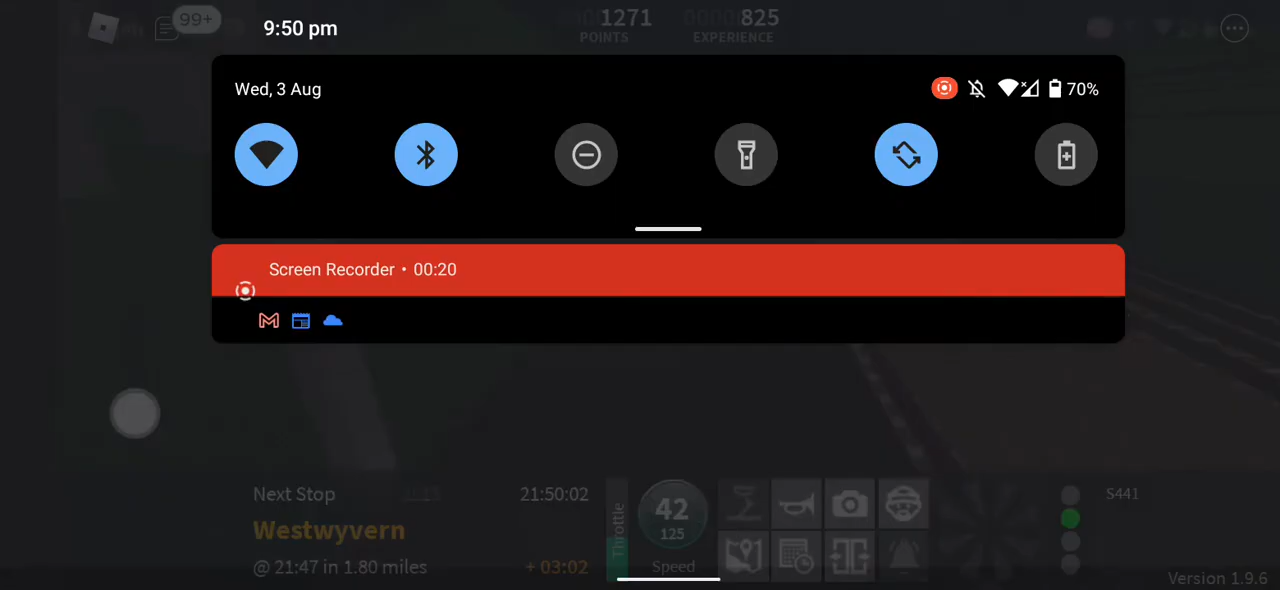 99+
9:50 pm
1271
825
POINTS
EXPERIENCE
Wed, 3 Aug
70%
Screen Recorder • 00:20
Next Stop
21:50:02
Westwyvern
@ 21:47 in 1.80 miles
+ 03:02
Throttle
42
125
Speed
S441
Version 1.9.6